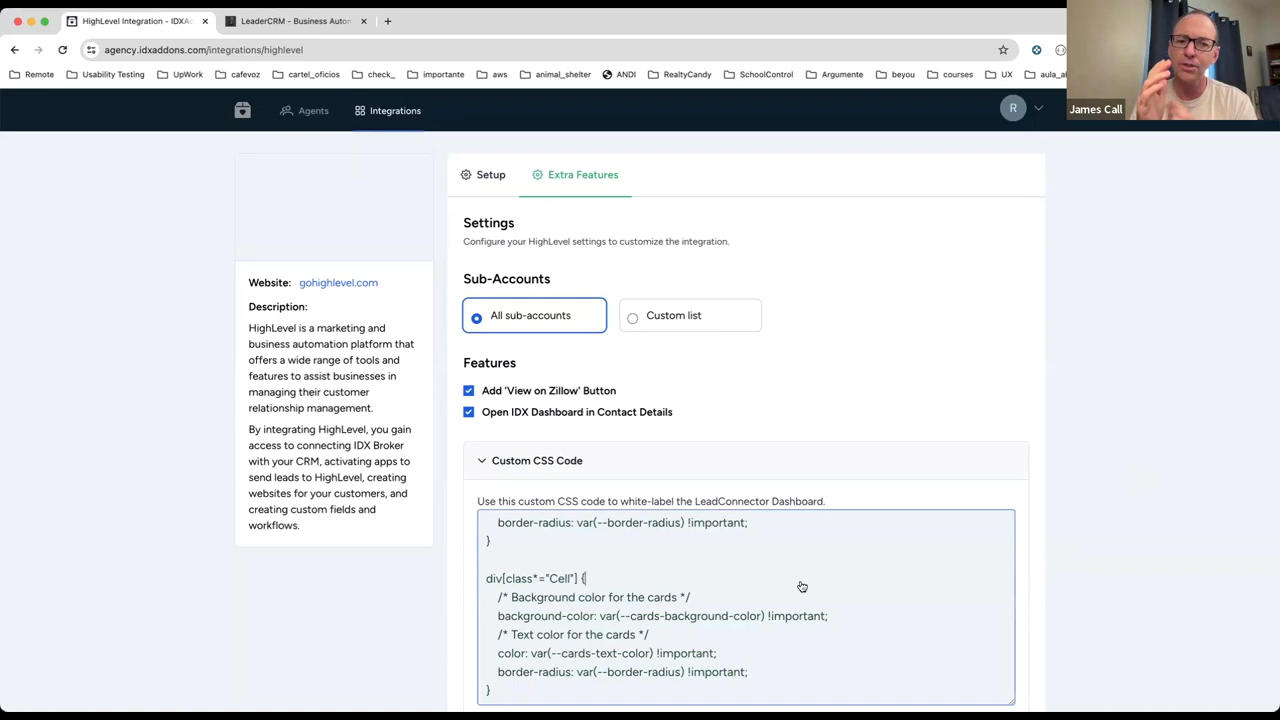 HighLevel Integration - IDXAc
LeaderCRM - Business Autom
agency.idxaddons.com/integrations/highlevel
Remote
Usability Testing
UpWork
cafevoz
cartel_oficios
check_
importante
aws
animal_shelter
ANDI
RealtyCandy
SchoolControl
Argumente
beyou
courses
UX
James Call
Agents
Integrations
R
Setup
Extra Features
Settings
Configure your HighLevel settings to customize the integration.
Sub-Accounts
All sub-accounts
Custom list
Website: gohighlevel.com
Description:
HighLevel is a marketing and
business automation platform that
offers a wide range of tools and
features to assist businesses in
managing their customer
relationship management.
By integrating HighLevel, you gain
access to connecting IDX Broker
with your CRM, activating apps to
send leads to HighLevel, creating
websites for your customers, and
creating custom fields and
workflows.
Features
Add 'View on Zillow' Button
Open IDX Dashboard in Contact Details
Custom CSS Code
Use this custom CSS code to white-label the LeadConnector Dashboard.
border-radius: var(--border-radius) !important;
}
div[class*="Cell"] {
/* Background color for the cards */
background-color: var(--cards-background-color) !important;
/* Text color for the cards */
color: var(--cards-text-color) !important;
border-radius: var(--border-radius) !important;
}